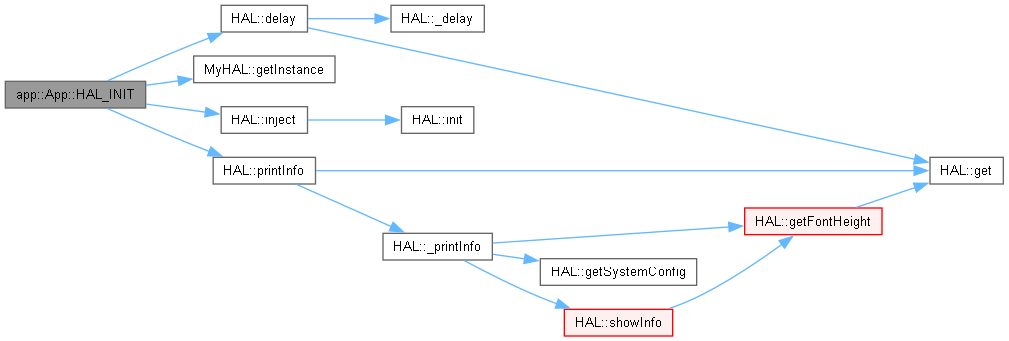 HAL::delay
HAL::_delay
MyHAL::getInstance
app::App::HAL_INIT
HAL::inject
HAL::init
HAL::printInfo
HAL::get
HAL::getFontHeight
HAL::_printInfo
HAL::getSystemConfig
HAL::showInfo